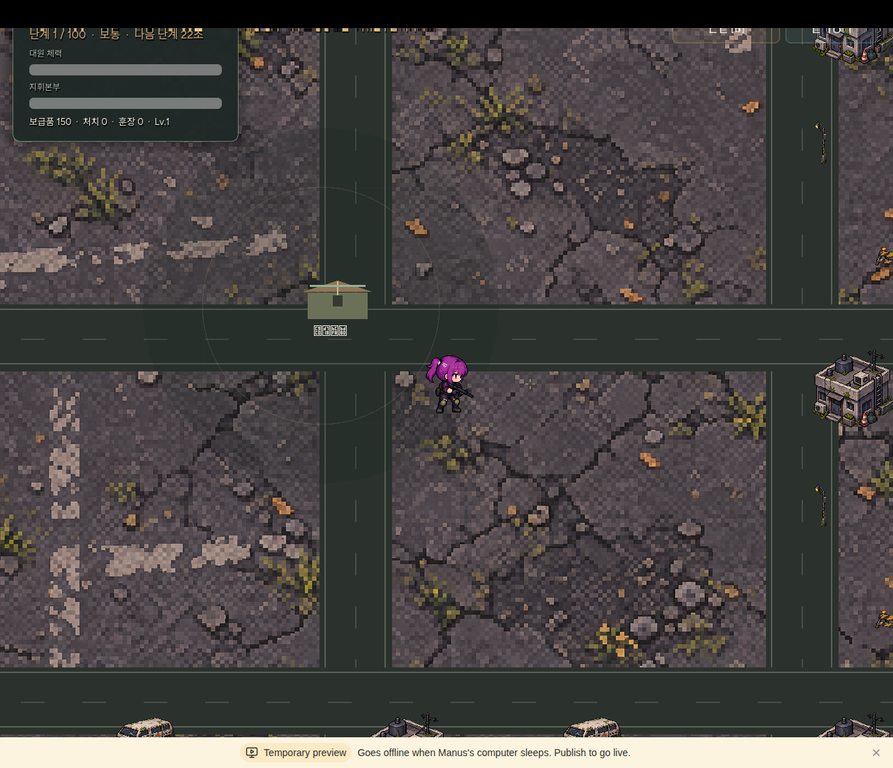 단계 1 / 100 · 보통 · 다음 단계 22초
대원 체력
지휘본부
보급품 150 · 처치 0 · 훈장 0 · Lv.1
Temporary preview Goes offline when Manus's computer sleeps. Publish to go live.